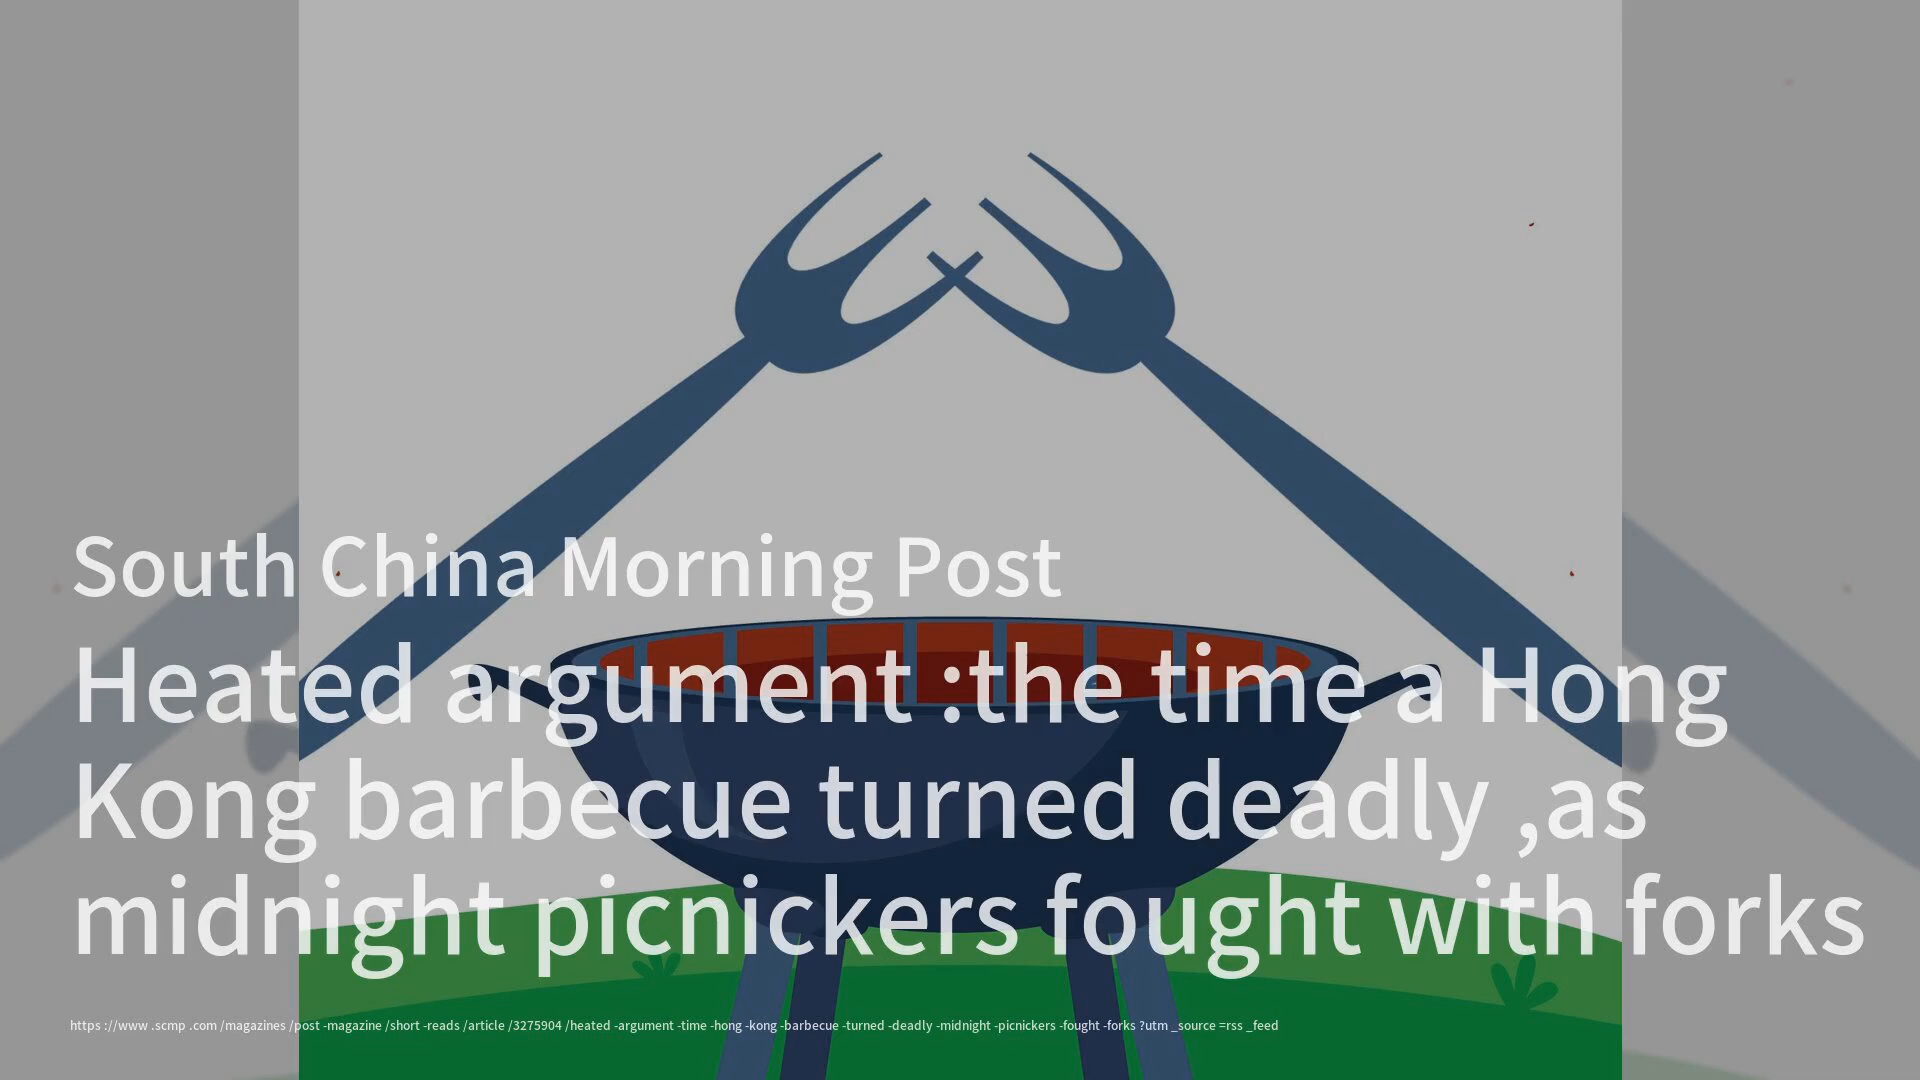 South China Morning Post
Heated argument :the time a Hong
Kong barbecue turned deadly ,as
midnight picnickers fought with forks
https ://www .scmp .com /magazines /post -magazine /short -reads /article /3275904 /heated -argument -time -hong -kong -barbecue -turned -deadly -midnight -picnickers -fought -forks ?utm _source =rss _feed